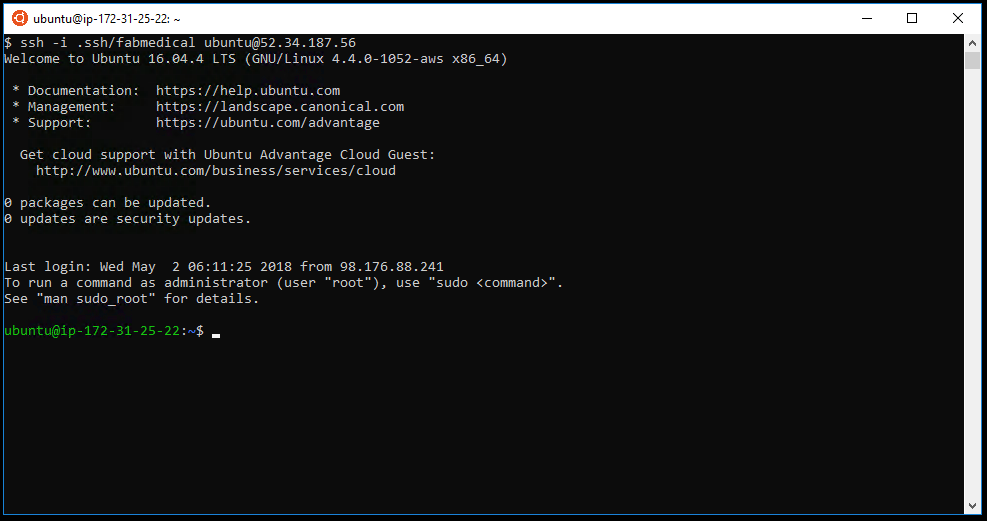 ubuntu@ip-172-31-25-22: ~
$ ssh -i .ssh/fabmedical ubuntu@52.34.187.56
Welcome to Ubuntu 16.04.4 LTS (GNU/Linux 4.4.0-1052-aws x86_64)
* Documentation:  https://help.ubuntu.com
* Management:     https://landscape.canonical.com
* Support:        https://ubuntu.com/advantage
Get cloud support with Ubuntu Advantage Cloud Guest:
http://www.ubuntu.com/business/services/cloud
0 packages can be updated.
0 updates are security updates.
Last login: Wed May  2 06:11:25 2018 from 98.176.88.241
To run a command as administrator (user "root"), use "sudo <command>".
See "man sudo_root" for details.
ubuntu@ip-172-31-25-22:~$